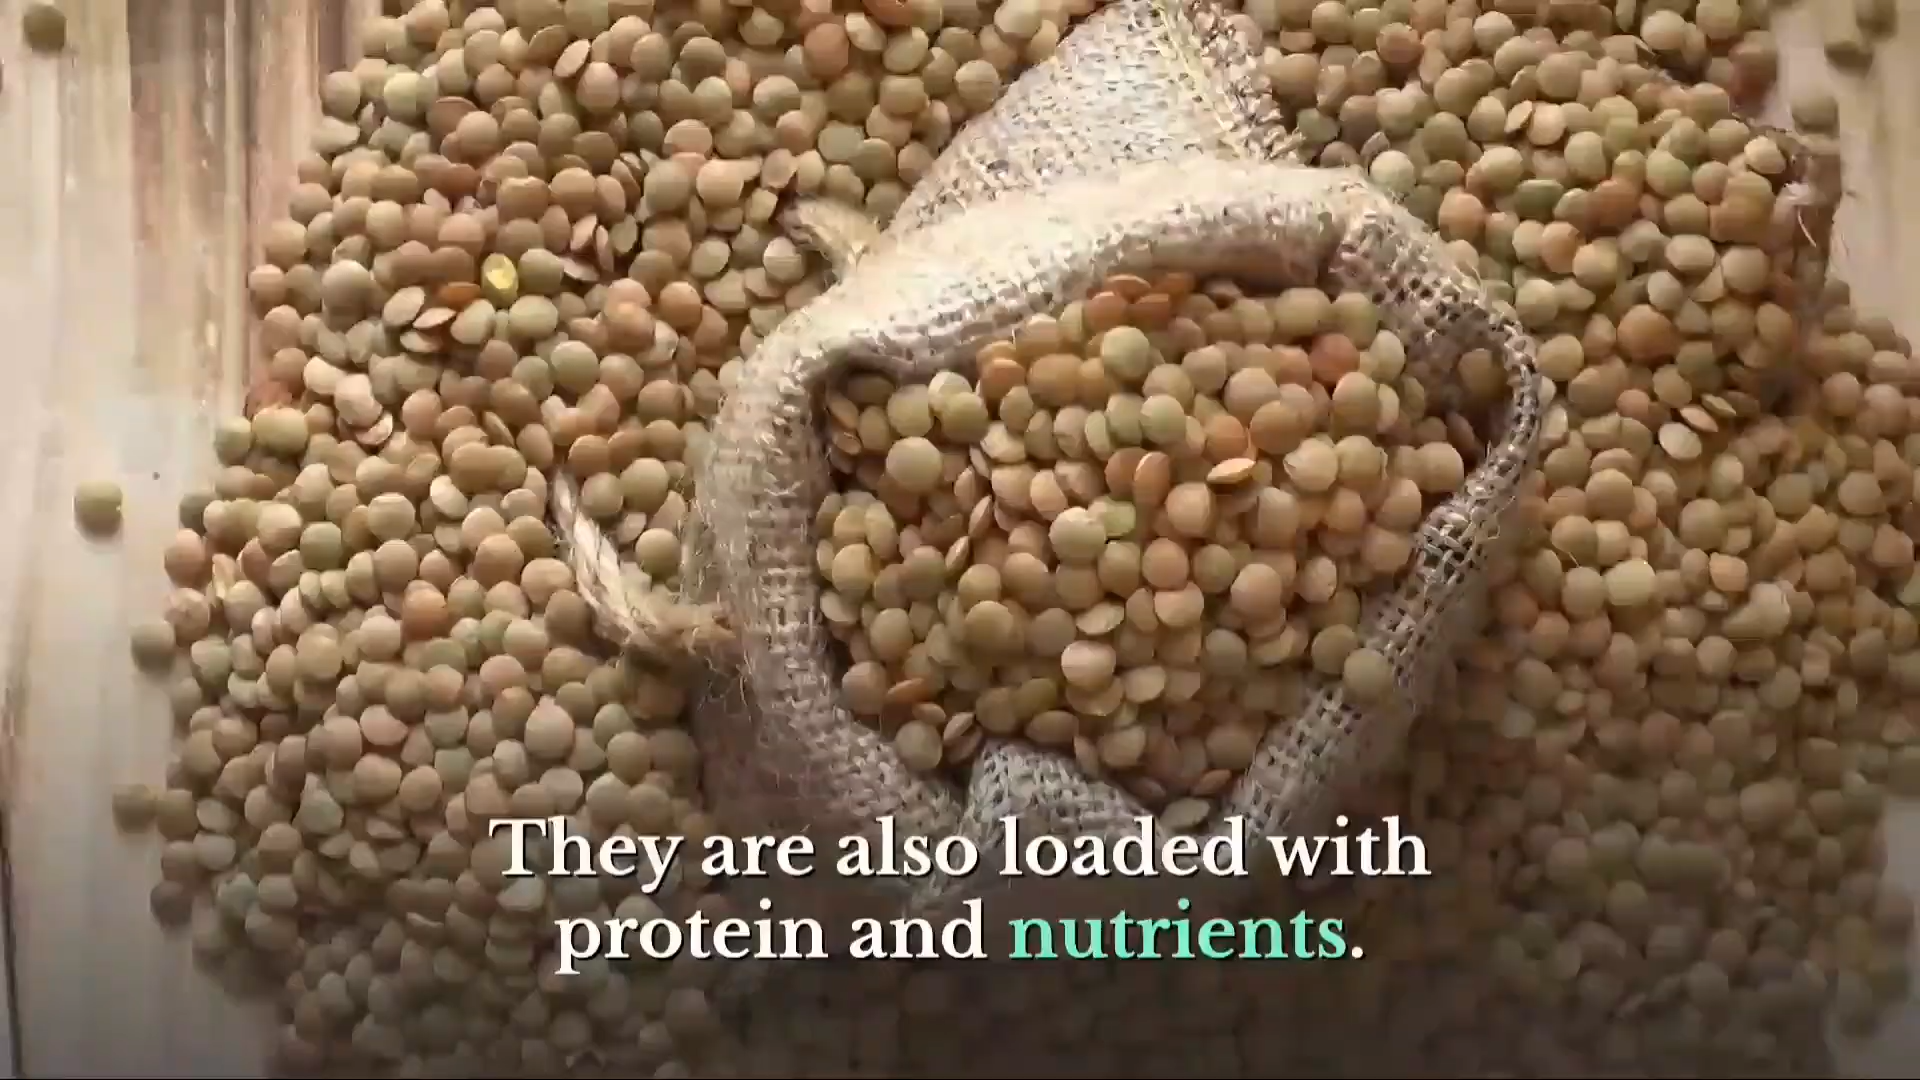 They are also loaded with
protein and nutrients.